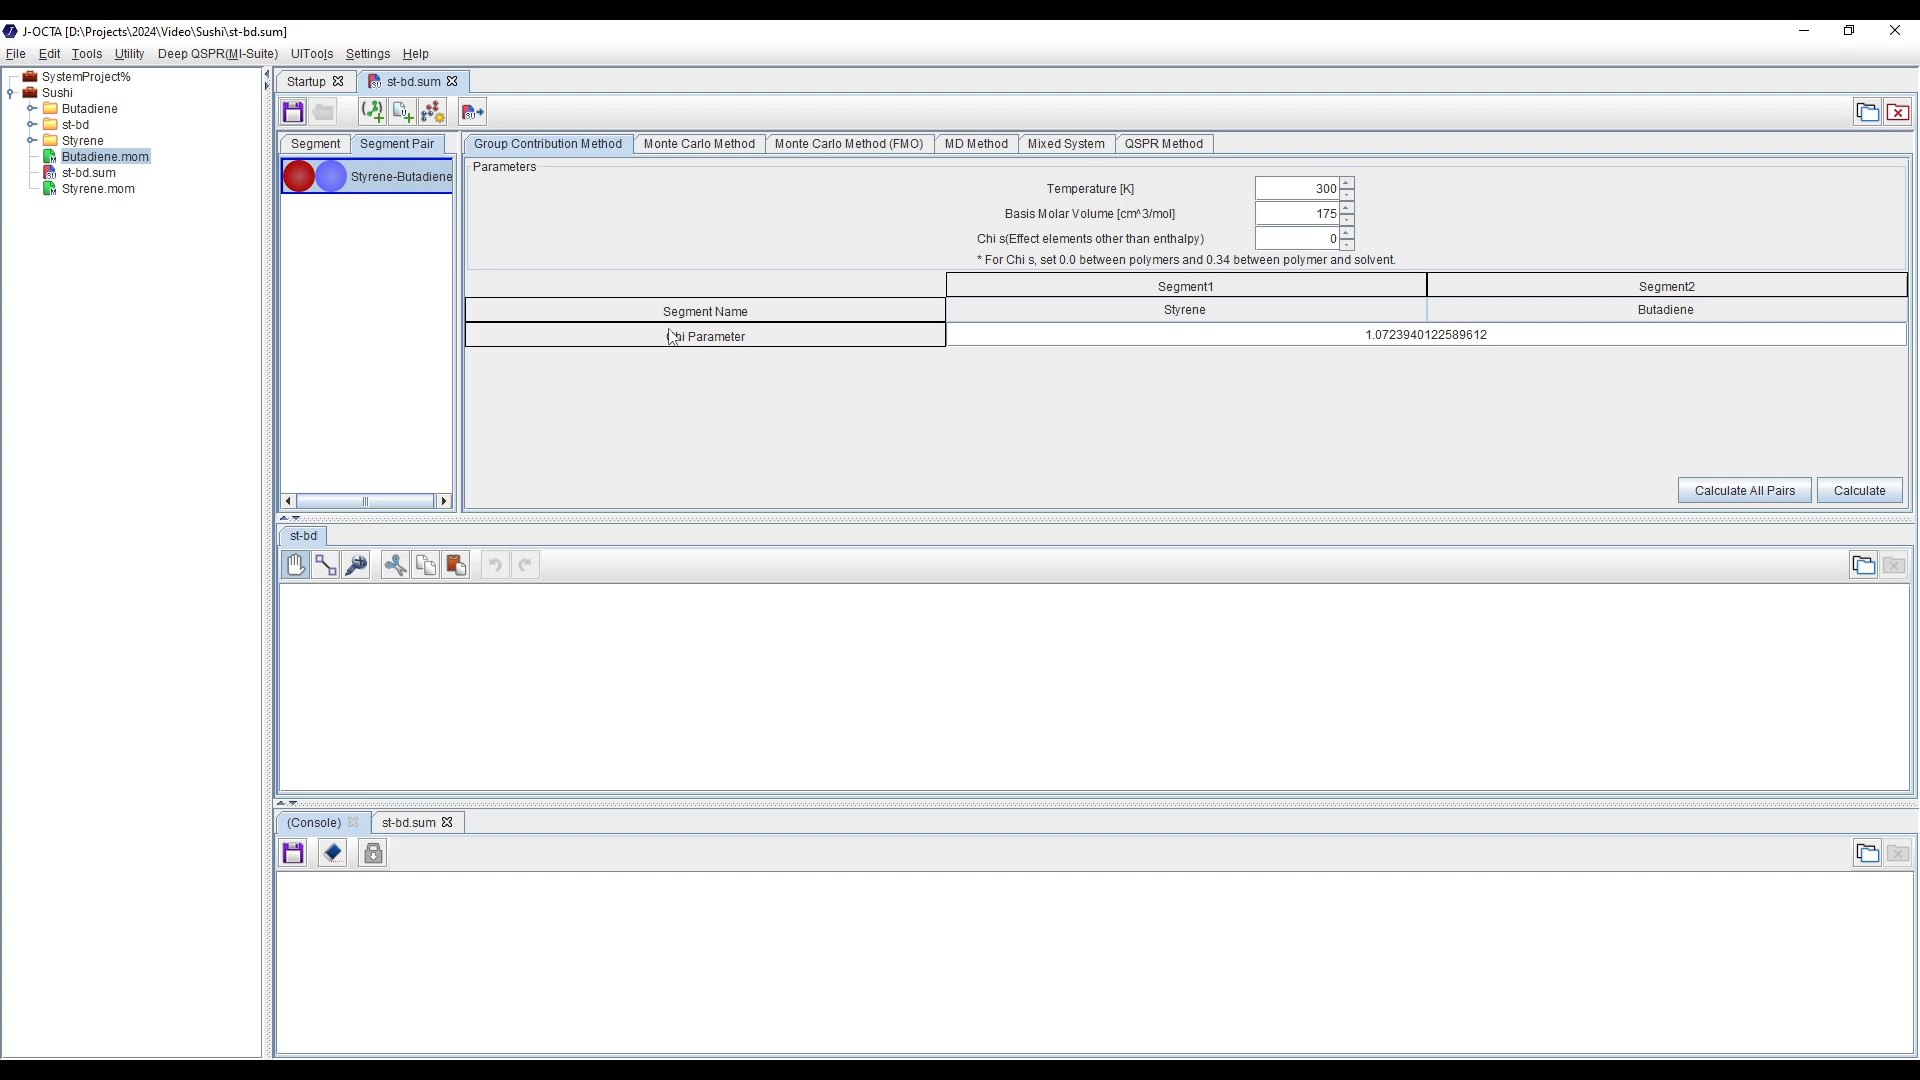 J-OCTA [D:\Projects\2024\Video\Sushi\st-bd.sum]
File Edit Tools Utility Deep QSPR(MI-Suite) UITools Settings Help
SystemProject%
Sushi
Butadiene
st-bd
Styrene
Butadiene.mom
st-bd.sum
Styrene.mom
Startup st-bd.sum
Segment Segment Pair
Styrene-Butadiene
Group Contribution Method Monte Carlo Method Monte Carlo Method (FMO) MD Method Mixed System QSPR Method
Parameters
Temperature [K] 300
Basis Molar Volume [cm^3/mol] 175
Chi s(Effect elements other than enthalpy) 0
* For Chi s, set 0.0 between polymers and 0.34 between polymer and solvent.
Segment1 Segment2
Segment Name Styrene Butadiene
Parameter 1.0723940122589612
Calculate All Pairs Calculate
st-bd
(Console) st-bd.sum